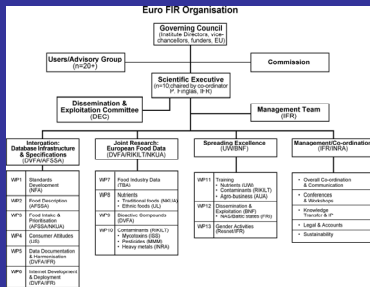 Euro FIR Organisation
Governing Council
(Institute Directors, vice-
chancellors, funders, EU)
Users/Advisory Group
(n=20+)
Commission
Scientific Executive
(n=10;chaired by co-ordinator
P. Finglas, IFR)
Dissemination &
Exploitation Committee
(DEC)
Management Team
(IFR)
Intergation:
Database Infrastructure
& Specifications
(DVFA/AFSSA)
WP1 Standards
Development
(NFA)
WP2 Food Description
(AFSSA)
WP3 Food Intake &
Prioritisation
(AFSSA/IFR)
WP4 Consumer Attitudes
(US)
WP5 Data Documentation
& Harmonisation
(DVFA/IFR)
WP6 Internet Development
& Deployment
(DVFA/IFR)
Joint Research:
European Food Data
(DVFA/RIKILT/NKUA)
WP7 Food Industry Data
(TBA)
WP8 Nutrients
• Traditional foods (NKUA)
• Ethnic foods (UL)
WP9 Bioactive Compounds
(DVFA)
WP10 Contaminants (RIKILT)
• Mycotoxins (ISS)
• Pesticides (MMM)
• Heavy metals (INRA)
Spreading Excellence
(UW/BNF)
WP11 Training
• Nutrients (UW)
• Contaminants (RIKILT)
• Agro-business (AUA)
WP12 Dissemination &
Exploitation (BNF)
States (IFR)
WP13 Gender Activities
(Resnet/IFR)
Management/Co-ordination
(IFR/INRA)
• Overall Co-ordination
& Communication
• Conferences
& Workshops
• Knowledge
Transfer & IP
• Legal & Accounts
• Sustainability